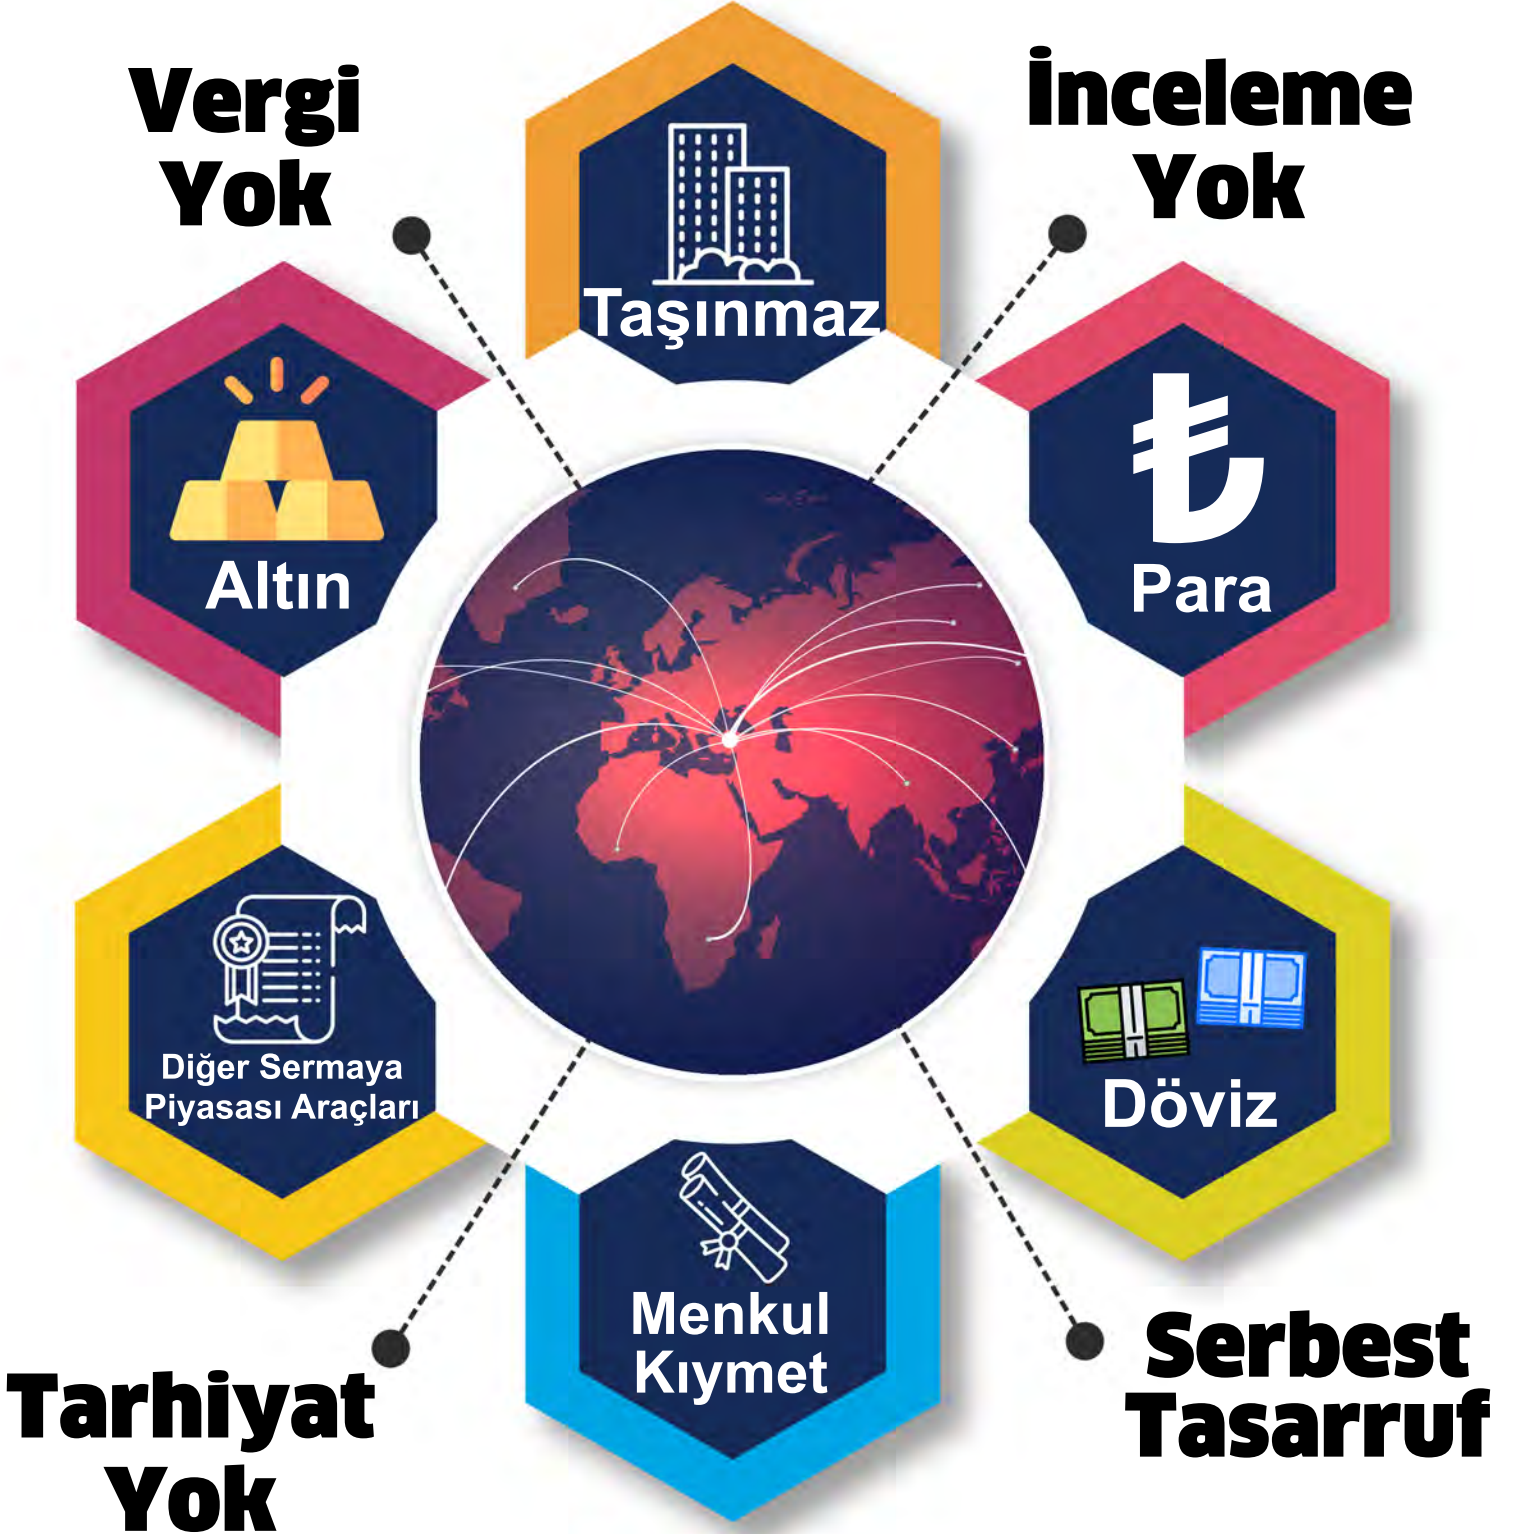 Vergi
Yok
İnceleme
Yok
Taşınmaz
Altın
Para
Diğer Sermaya
Piyasası Araçları
Döviz
Menkul
Kıymet
Tarhiyat
Yok
Serbest
Tasarruf